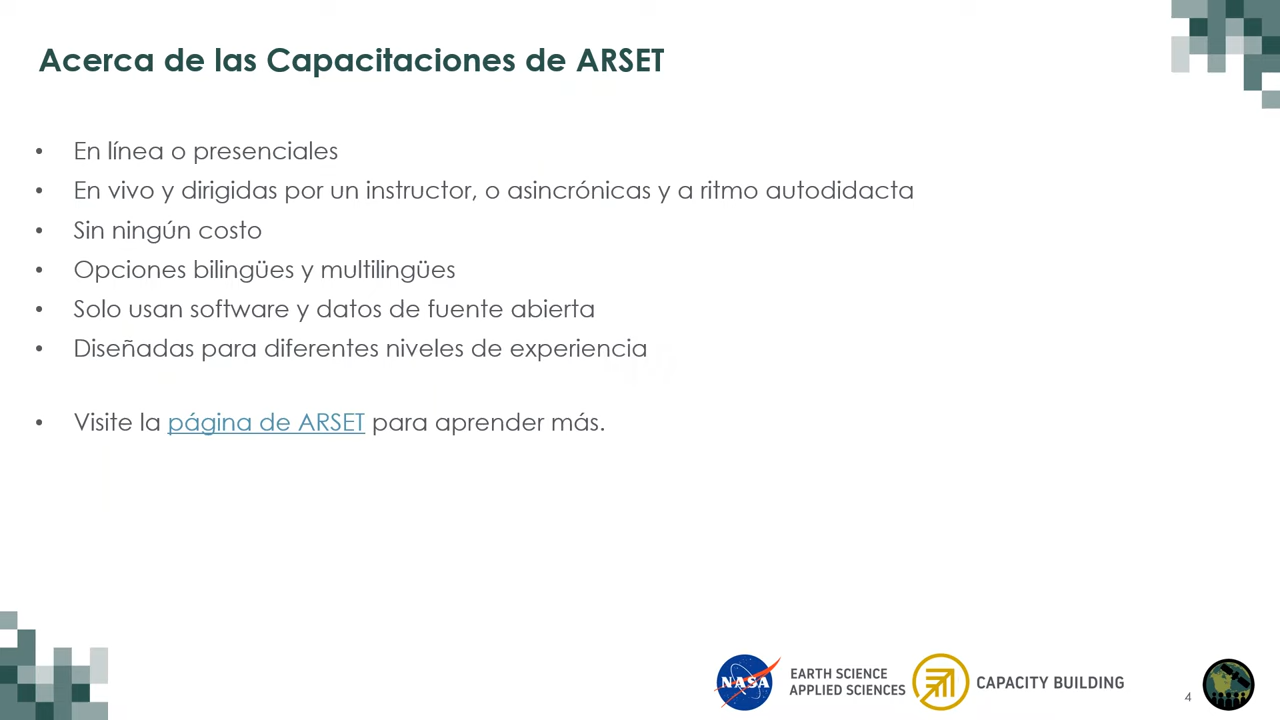 Acerca de las Capacitaciones de ARSET
• En línea o presenciales
• En vivo y dirigidas por un instructor, o asincrónicas y a ritmo autodidacta
• Sin ningún costo
• Opciones bilingües y multilingües
• Solo usan software y datos de fuente abierta
• Diseñadas para diferentes niveles de experiencia
• Visite la página de ARSET para aprender más.
NASA
EARTH SCIENCE
APPLIED SCIENCES
CAPACITY BUILDING
4